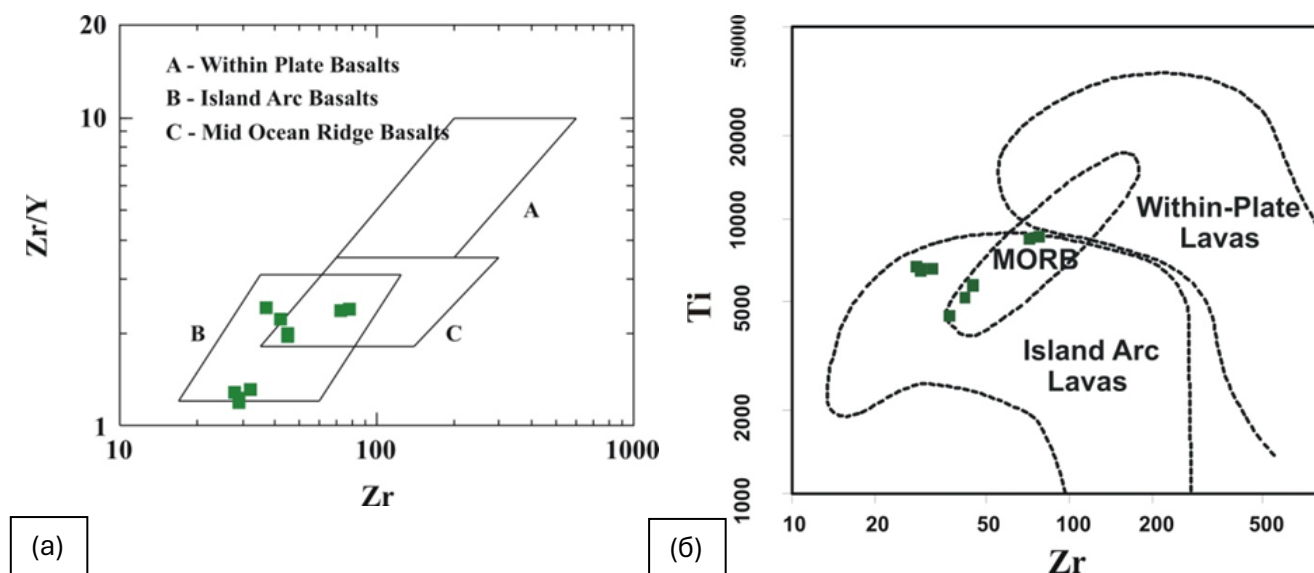 20
10
1
Zr/Y
A - Within Plate Basalts
B - Island Arc Basalts
C - Mid Ocean Ridge Basalts
A
B
C
10
100
1000
Zr
(а)
50000
20000
10000
5000
2000
1000
Ti
Within-Plate
Lavas
MORB
Island Arc
Lavas
10
20
50
100
200
500
Zr
(б)